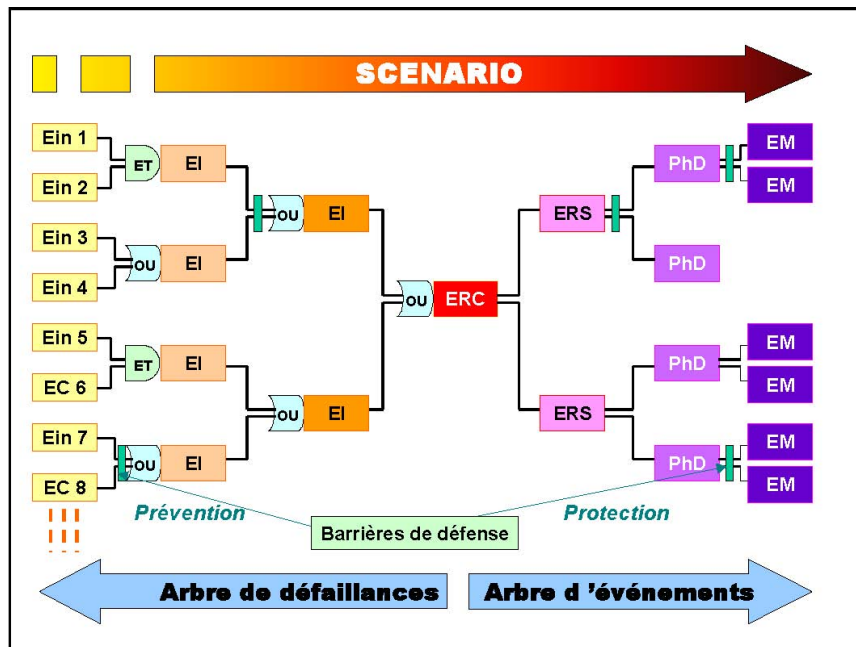 SCENARIO
Ein 1
Ein 2
ET
EI
Ein 3
Ein 4
OU
EI
OU
EI
Ein 5
EC 6
ET
EI
Ein 7
EC 8
OU
EI
OU
EI
OU
ERC
ERS
PhD
EM
EM
PhD
ERS
PhD
EM
EM
PhD
EM
EM
Prévention
Barrières de défense
Protection
Arbre de défaillances
Arbre d 'événements